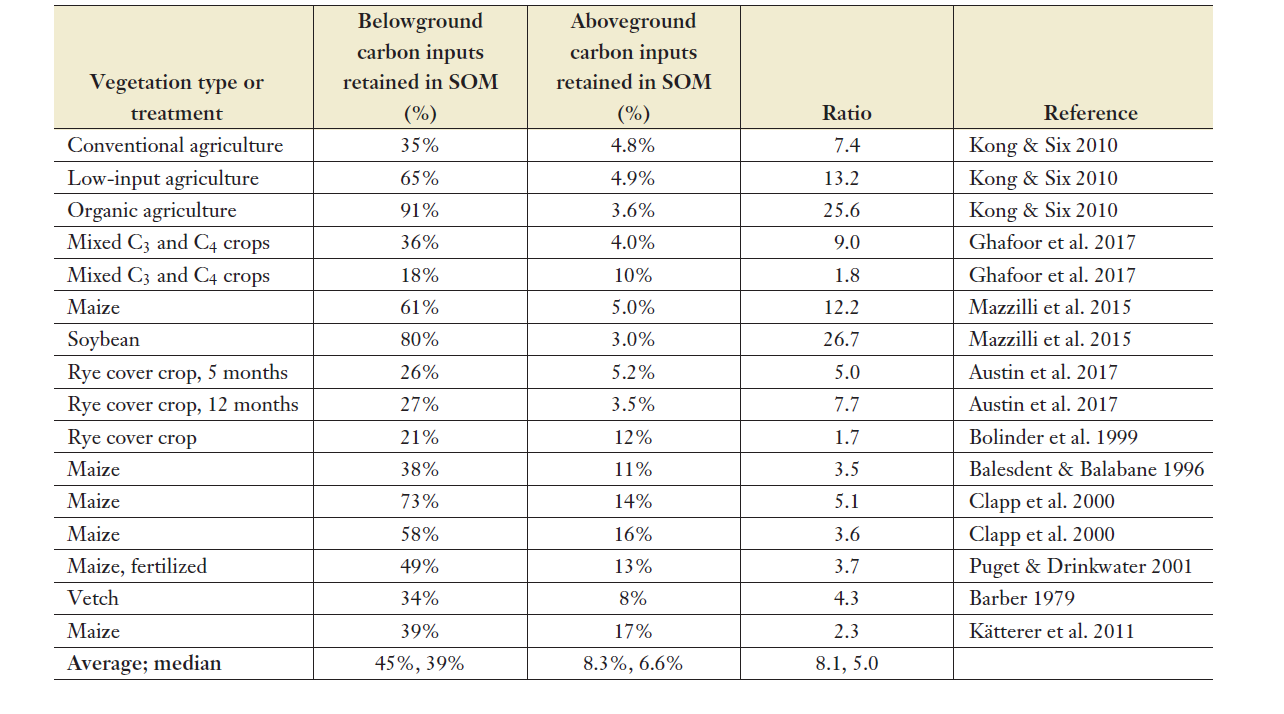 Vegetation type or treatment | Belowground carbon inputs retained in SOM (%) | Aboveground carbon inputs retained in SOM (%) | Ratio | Reference
Conventional agriculture | 35% | 4.8% | 7.4 | Kong & Six 2010
Low-input agriculture | 65% | 4.9% | 13.2 | Kong & Six 2010
Organic agriculture | 91% | 3.6% | 25.6 | Kong & Six 2010
Mixed C3 and C4 crops | 36% | 4.0% | 9.0 | Ghafoor et al. 2017
Mixed C3 and C4 crops | 18% | 10% | 1.8 | Ghafoor et al. 2017
Maize | 61% | 5.0% | 12.2 | Mazzilli et al. 2015
Soybean | 80% | 3.0% | 26.7 | Mazzilli et al. 2015
Rye cover crop, 5 months | 26% | 5.2% | 5.0 | Austin et al. 2017
Rye cover crop, 12 months | 27% | 3.5% | 7.7 | Austin et al. 2017
Rye cover crop | 21% | 12% | 1.7 | Bolinder et al. 1999
Maize | 38% | 11% | 3.5 | Balesdent & Balabane 1996
Maize | 73% | 14% | 5.1 | Clapp et al. 2000
Maize | 58% | 16% | 3.6 | Clapp et al. 2000
Maize, fertilized | 49% | 13% | 3.7 | Puget & Drinkwater 2001
Vetch | 34% | 8% | 4.3 | Barber 1979
Maize | 39% | 17% | 2.3 | Kätterer et al. 2011
Average; median | 45%, 39% | 8.3%, 6.6% | 8.1, 5.0